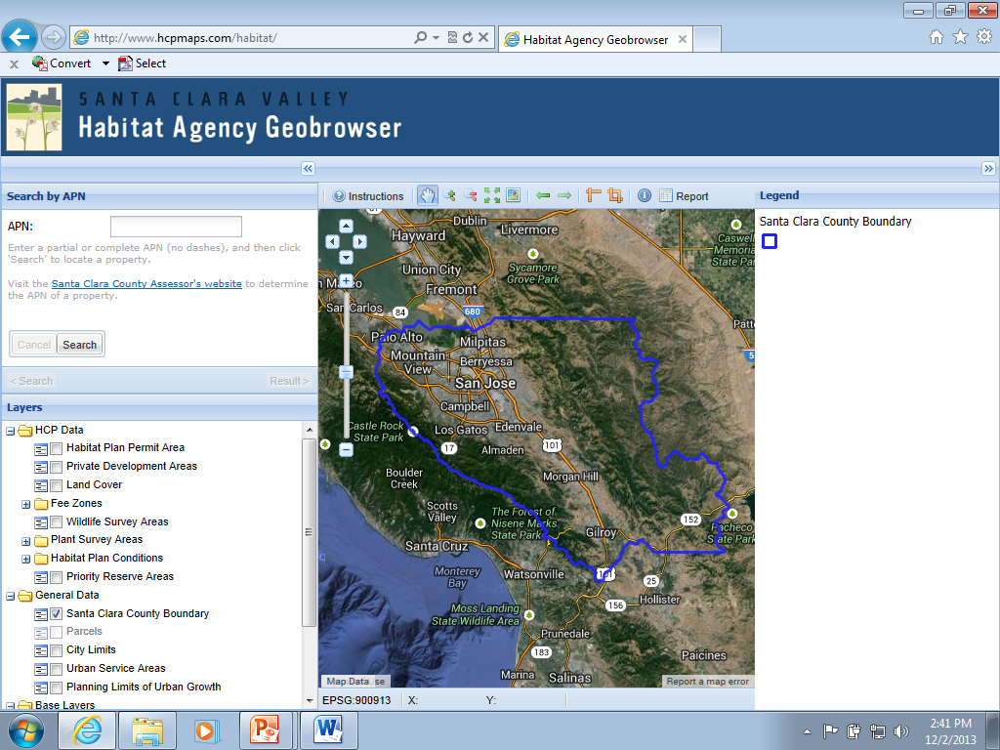 http://www.hcpmaps.com/habitat/
Habitat Agency Geobrowser
Convert
Select
SANTA CLARA VALLEY
Habitat Agency Geobrowser
Search by APN
APN:
Enter a partial or complete APN (no dashes), and then click
'Search' to locate a property.
Visit the Santa Clara County Assessor's website to determine
the APN of a property.
Cancel Search
< Search Result >
Layers
HCP Data
Habitat Plan Permit Area
Private Development Areas
Land Cover
Fee Zones
Wildlife Survey Areas
Plant Survey Areas
Habitat Plan Conditions
Priority Reserve Areas
General Data
Santa Clara County Boundary
Parcels
City Limits
Urban Service Areas
Planning Limits of Urban Growth
Base Layers
Instructions
Report
Dublin
Hayward
Livermore
Caswell
Memorial
State Park
Union City
Sycamore
Grove Park
Fremont
San Carlos
84
680
Patt
5
Palo Alto
Milpitas
Mountain
View
Berryessa
San Jose
Campbell
Castle Rock
State Park
Los Gatos
Edenvale
17
Almaden
101
Boulder
Creek
Morgan Hill
Scotts
Valley
The Forest of
Nisene Marks
State Park
152
Pacheco
State Park
Gilroy
Santa Cruz
Monterey
Bay
Watsonville
101
25
Hollister
156
Moss Landing
State Wildlife Area
Prunedale
183
Paicines
Marina
Salinas
Map Data
Report a map error
EPSG:900913 X: Y:
Legend
Santa Clara County Boundary
2:41 PM
12/2/2013